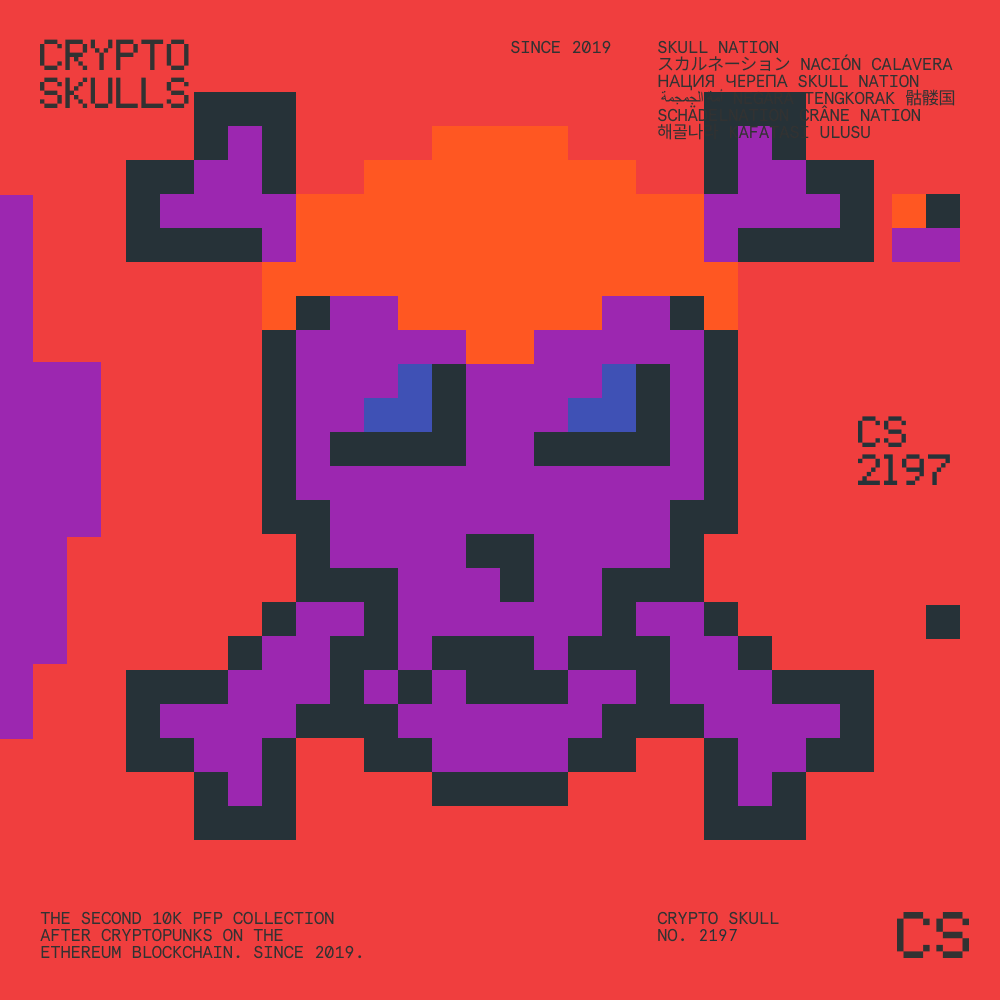 CRYPTO
SKULLS
SINCE 2019
SKULL NATION
スカルネーション NACIÓN CALAVERA
НАЦИЯ ЧЕРЕПА SKULL NATION
TENGKORAK 骷髅国
CRÂNE NATION
해골나 ULUSU
CS
2197
THE SECOND 10K PFP COLLECTION
AFTER CRYPTOPUNKS ON THE
ETHEREUM BLOCKCHAIN. SINCE 2019.
CRYPTO SKULL
NO. 2197
CS